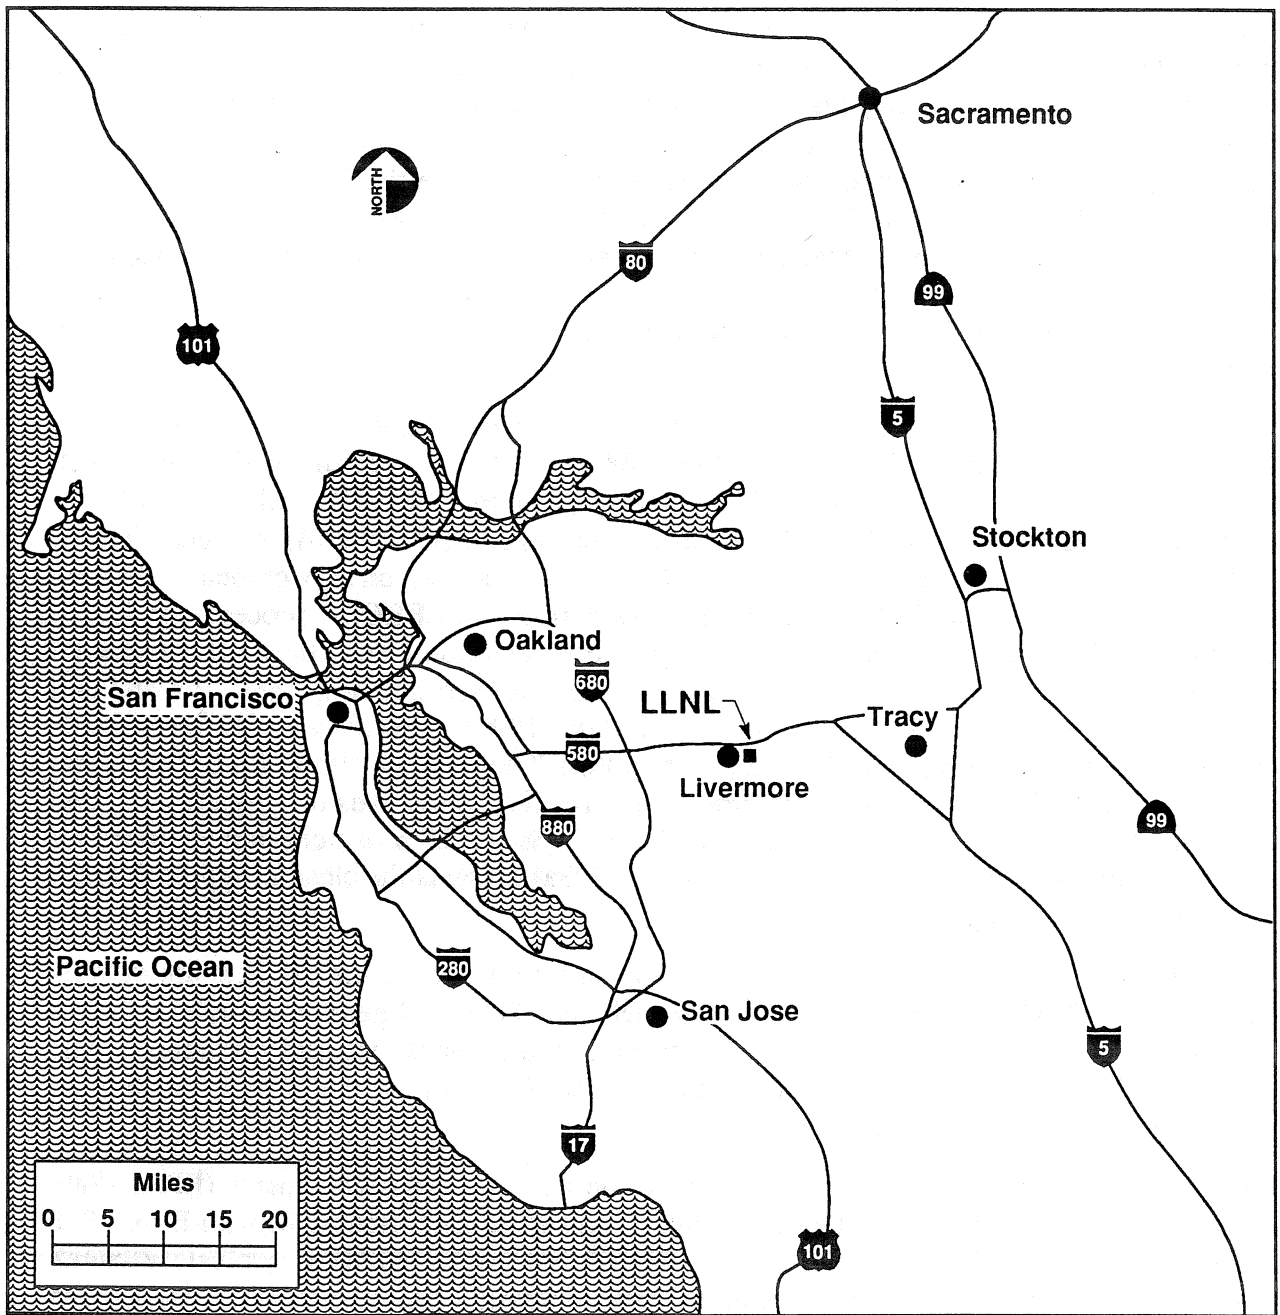 Sacramento
NORTH
80
99
101
5
Stockton
Oakland
680
LLNL
San Francisco
Tracy
580
Livermore
99
880
Pacific Ocean
280
San Jose
5
17
Miles
0 5 10 15 20
101